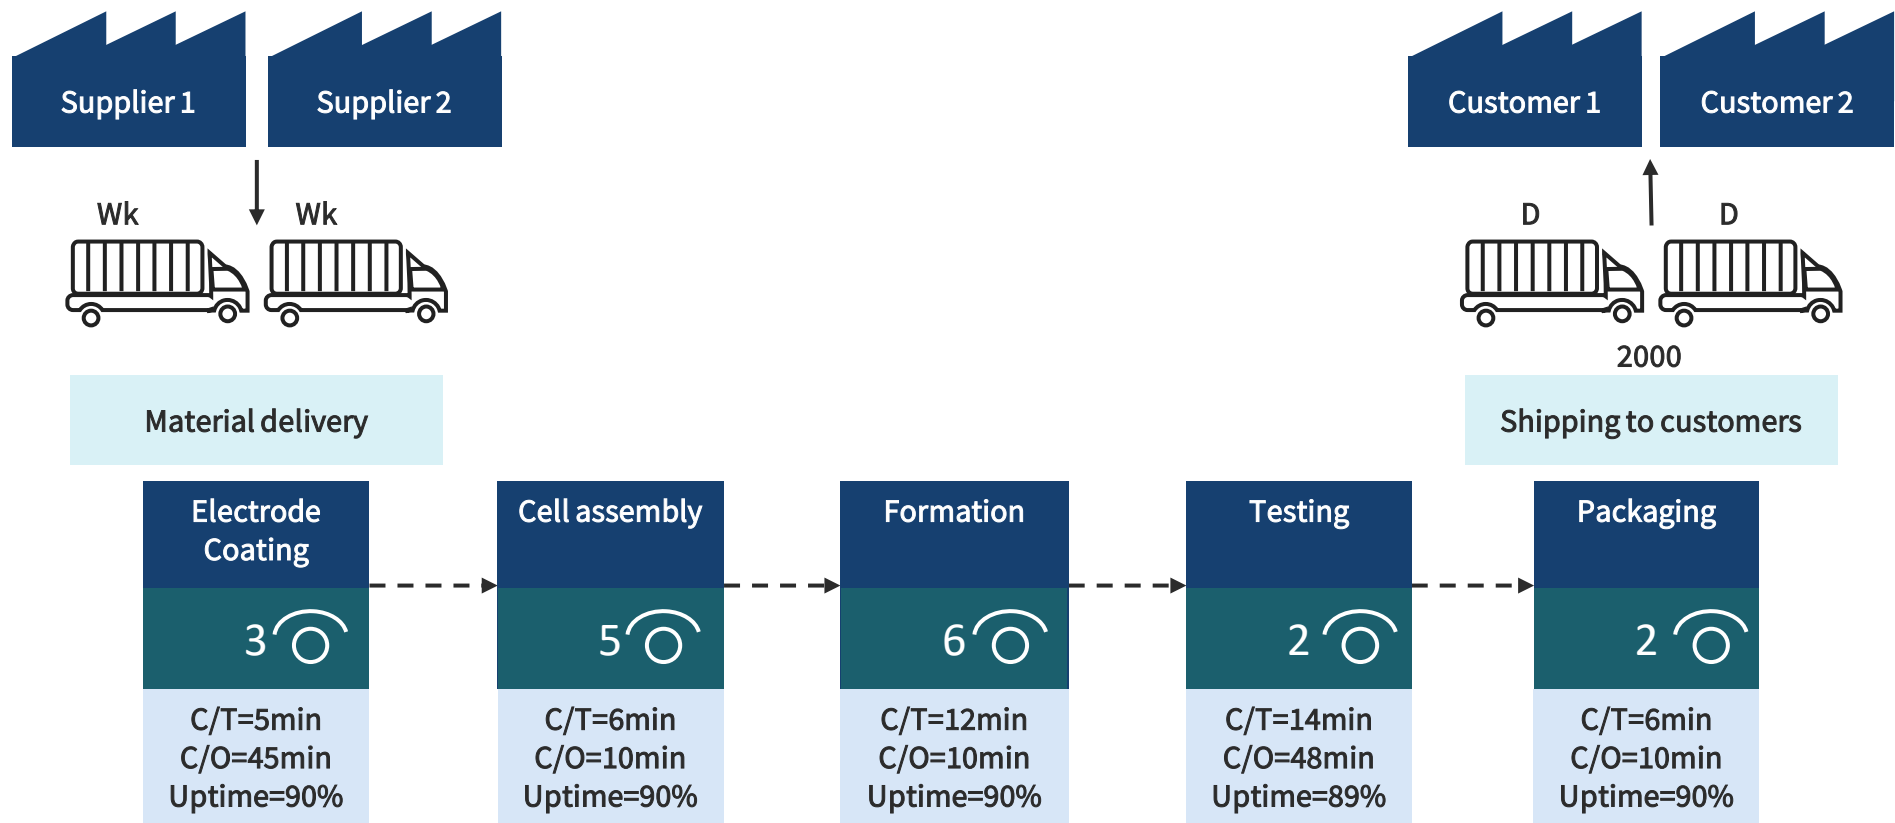 Supplier 1
Supplier 2
Customer 1
Customer 2
Wk
Wk
D
D
2000
Material delivery
Shipping to customers
Electrode
Coating
3
C/T=5min
C/O=45min
Uptime=90%
Cell assembly
5
C/T=6min
C/O=10min
Uptime=90%
Formation
6
C/T=12min
C/O=10min
Uptime=90%
Testing
2
C/T=14min
C/O=48min
Uptime=89%
Packaging
2
C/T=6min
C/O=10min
Uptime=90%